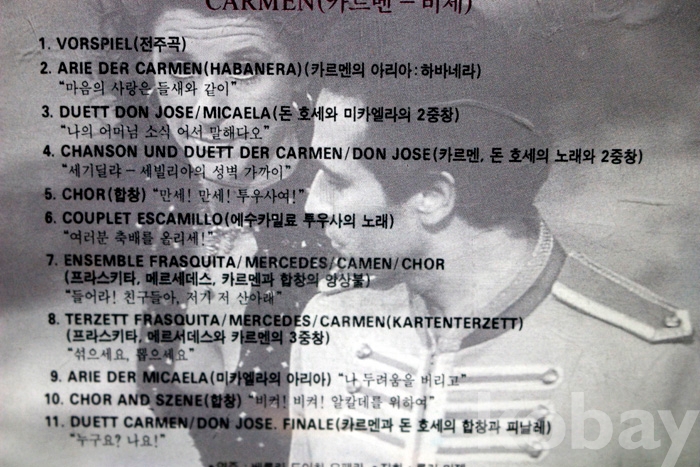 CARMEN(카르멘 – 비제)
1. VORSPIEL(전주곡)
2. ARIE DER CARMEN(HABANERA)(카르멘의 아리아:하바네라)
“마음의 사랑은 들새와 같이”
3. DUETT DON JOSE/MICAELA(돈 호세와 미카엘라의 2중창)
“나의 어머님 소식 어서 말해다오”
4. CHANSON UND DUETT DER CARMEN/DON JOSE(카르멘, 돈 호세의 노래와 2중창)
“세기딜랴 – 세빌리아의 성벽 가까이”
5. CHOR(합창) “만세! 만세! 투우사여!”
6. COUPLET ESCAMILLO(에수카밀료 투우사의 노래)
“여러분 축배를 올리세!”
7. ENSEMBLE FRASQUITA/MERCEDES/CAMEN/CHOR
(프라스키타, 메르세데스, 카르멘과 합창의 앙상블)
“들어라! 친구들아, 저기 저 산아래”
8. TERZETT FRASQUITA/MERCEDES/CARMEN(KARTENTERZETT)
(프라스키타, 메르서데스와 카르멘의 3중창)
“섞으세요, 뽑으세요”
9. ARIE DER MICAELA(미카엘라의 아리아) “나 두려움을 버리고”
10. CHOR AND SZENE(합창) “비켜! 비켜! 알칼데를 위하여”
11. DUETT CARMEN/DON JOSE. FINALE(카르멘과 돈 호세의 합창과 피날레)
“누구요? 나요!”
kobay